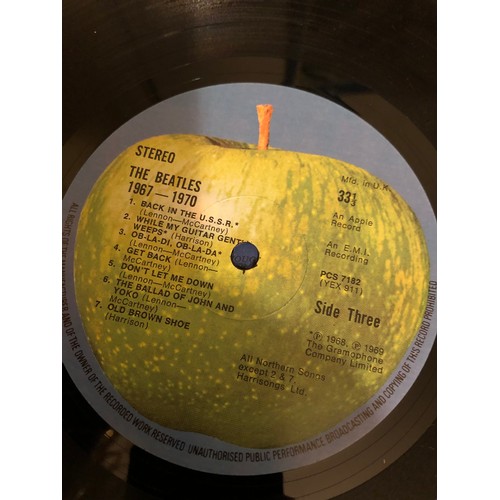 STEREO
THE BEATLES
1967—1970
1. BACK IN THE U.S.S.R.*
(Lennon—McCartney)
2. WHILE MY GUITAR GENTLY
WEEPS* (Harrison)
3. OB-LA-DI, OB-LA-DA*
(Lennon—McCartney)
4. GET BACK (Lennon—
McCartney)
5. DON'T LET ME DOWN
(Lennon—McCartney)
6. THE BALLAD OF JOHN AND
YOKO (Lennon—
McCartney)
7. OLD BROWN SHOE
(Harrison)
Mfd. in U.K.
33⅓
An Apple
Record
An E.M.I.
Recording
PCS 7182
(YEX 911)
Side Three
*Ⓟ 1968, Ⓟ 1969
The Gramophone
Company Limited
All Northern Songs
except 2 & 7,
Harrisongs Ltd.
AND OF THE OWNER OF THE RECORDED WORK RESERVED UNAUTHORISED PUBLIC PERFORMANCE BROADCASTING AND COPYING OF THIS RECORD PROHIBITED